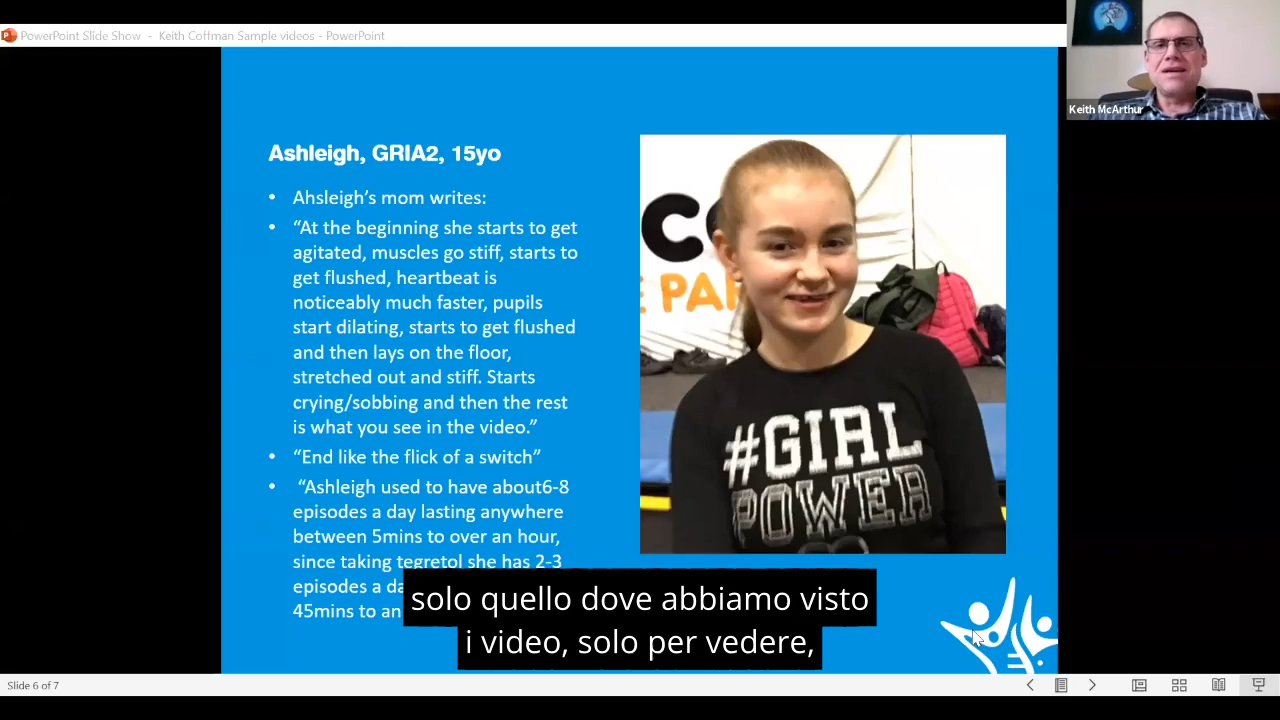 PowerPoint Slide Show - Keith Coffman Sample videos - PowerPoint
Keith McArthur
Ashleigh, GRIA2, 15yo
• Ahsleigh's mom writes:
• “At the beginning she starts to get
agitated, muscles go stiff, starts to
get flushed, heartbeat is
noticeably much faster, pupils
start dilating, starts to get flushed
and then lays on the floor,
stretched out and stiff. Starts
crying/sobbing and then the rest
is what you see in the video.”
• “End like the flick of a switch”
• “Ashleigh used to have about6-8
episodes a day lasting anywhere
between 5mins to over an hour,
since taking tegretol she has 2-3
episodes a
45mins to an
#GIRL
POWER
solo quello dove abbiamo visto
i video, solo per vedere,
Slide 6 of 7